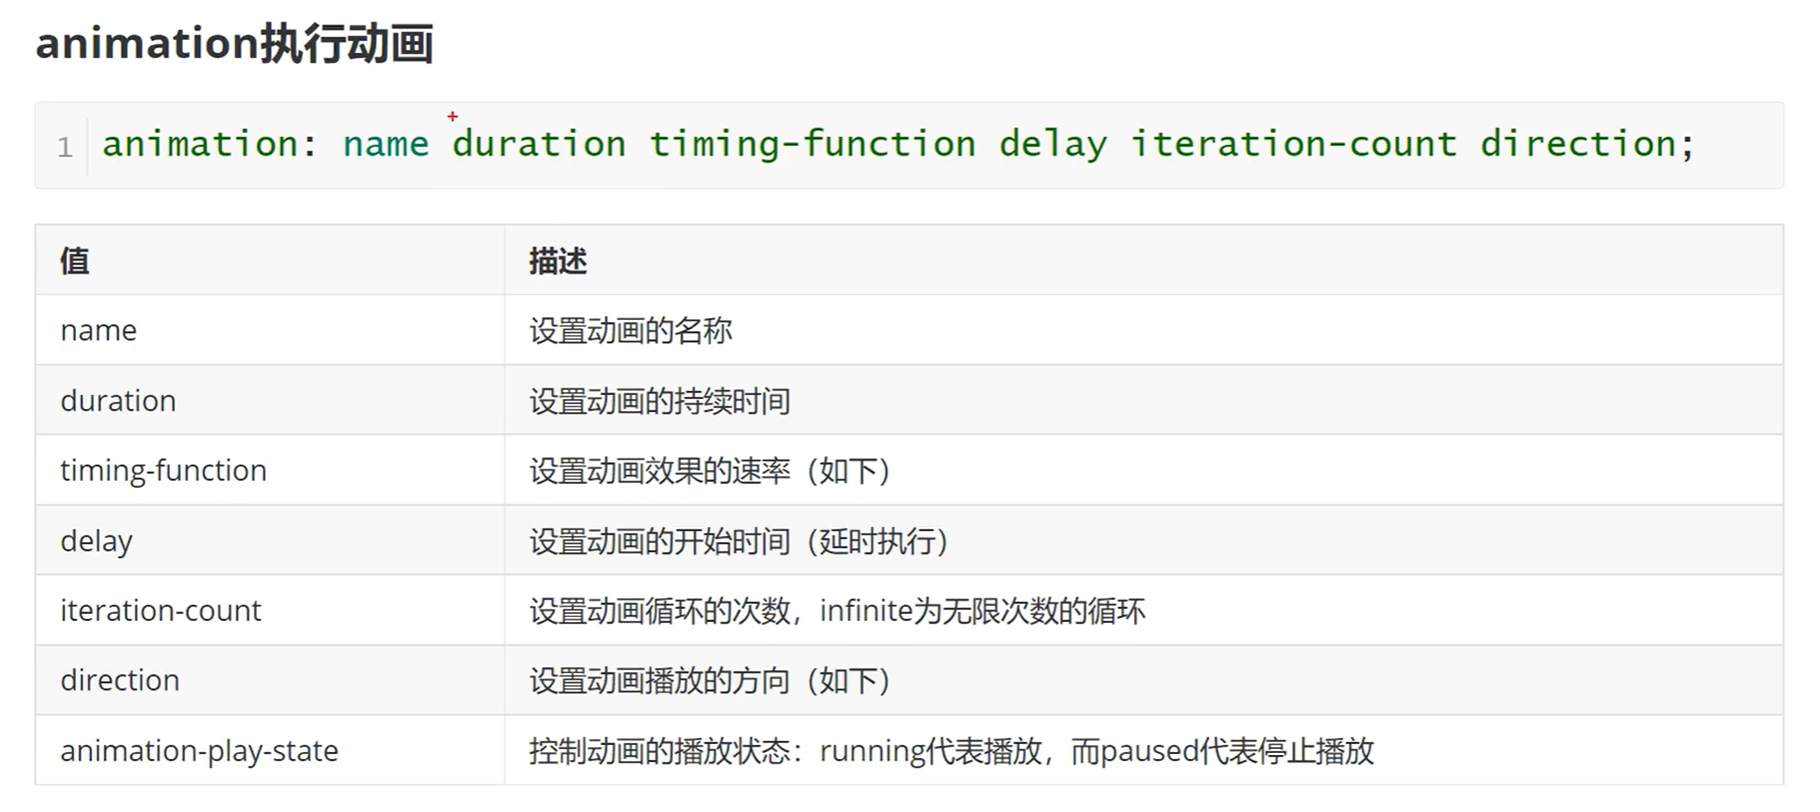 animation执行动画
1 animation: name duration timing-function delay iteration-count direction;
值 描述
name 设置动画的名称
duration 设置动画的持续时间
timing-function 设置动画效果的速率（如下）
delay 设置动画的开始时间（延时执行）
iteration-count 设置动画循环的次数，infinite为无限次数的循环
direction 设置动画播放的方向（如下）
animation-play-state 控制动画的播放状态：running代表播放，而paused代表停止播放